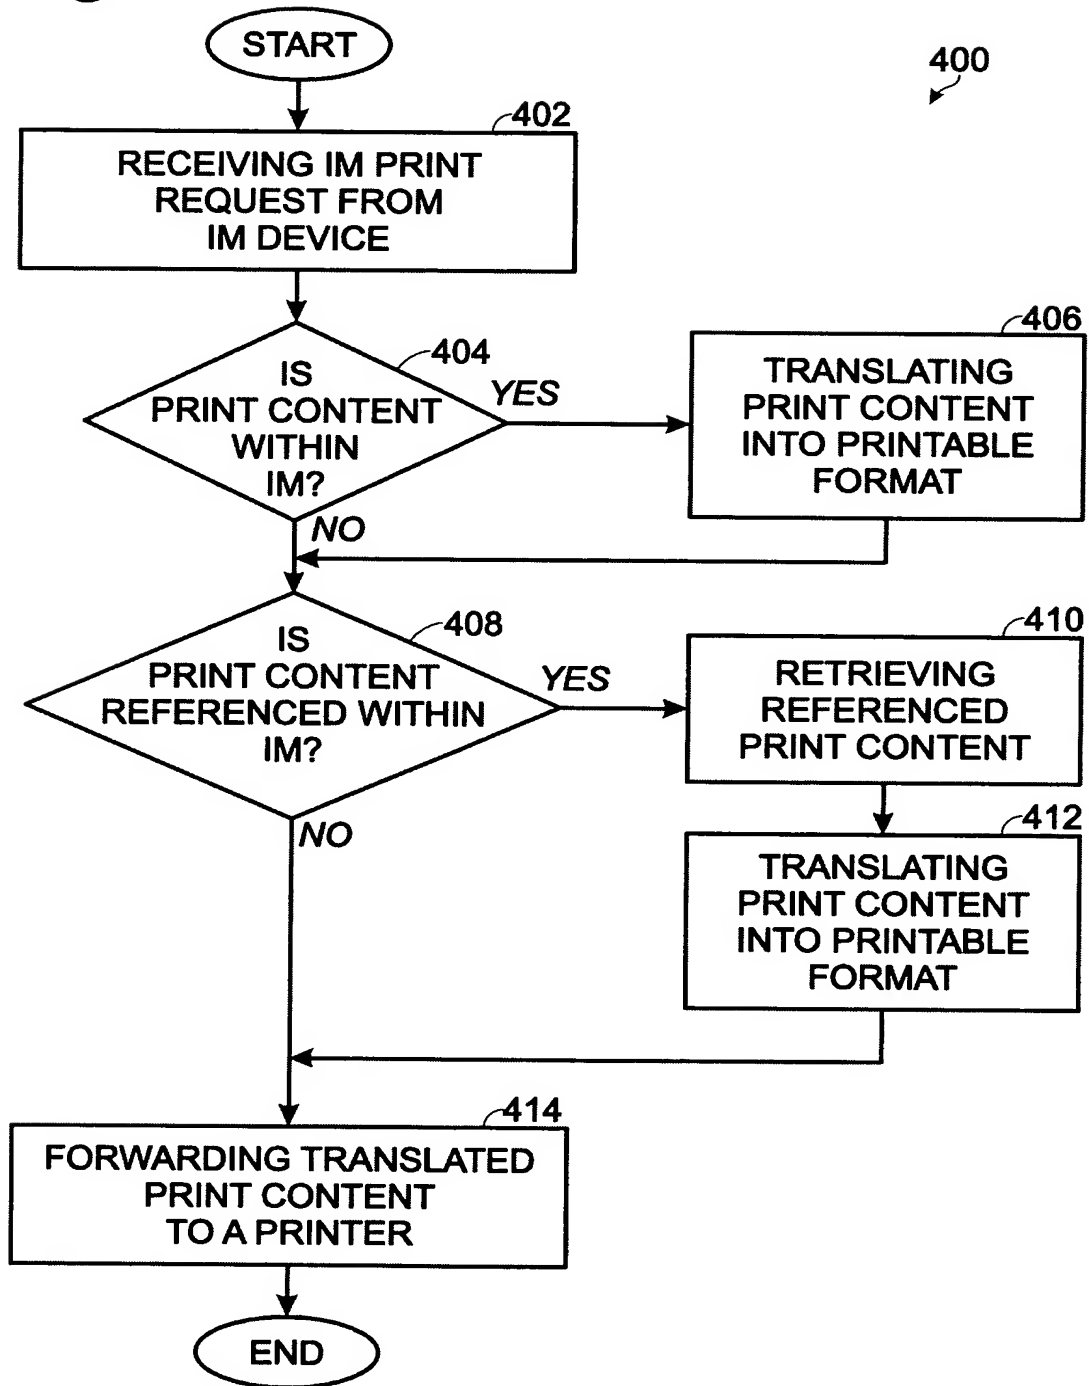 START
400
402
RECEIVING IM PRINT
REQUEST FROM
IM DEVICE
404
IS
PRINT CONTENT
WITHIN
IM?
YES
406
TRANSLATING
PRINT CONTENT
INTO PRINTABLE
FORMAT
NO
408
IS
PRINT CONTENT
REFERENCED WITHIN
IM?
YES
410
RETRIEVING
REFERENCED
PRINT CONTENT
412
TRANSLATING
PRINT CONTENT
INTO PRINTABLE
FORMAT
NO
414
FORWARDING TRANSLATED
PRINT CONTENT
TO A PRINTER
END